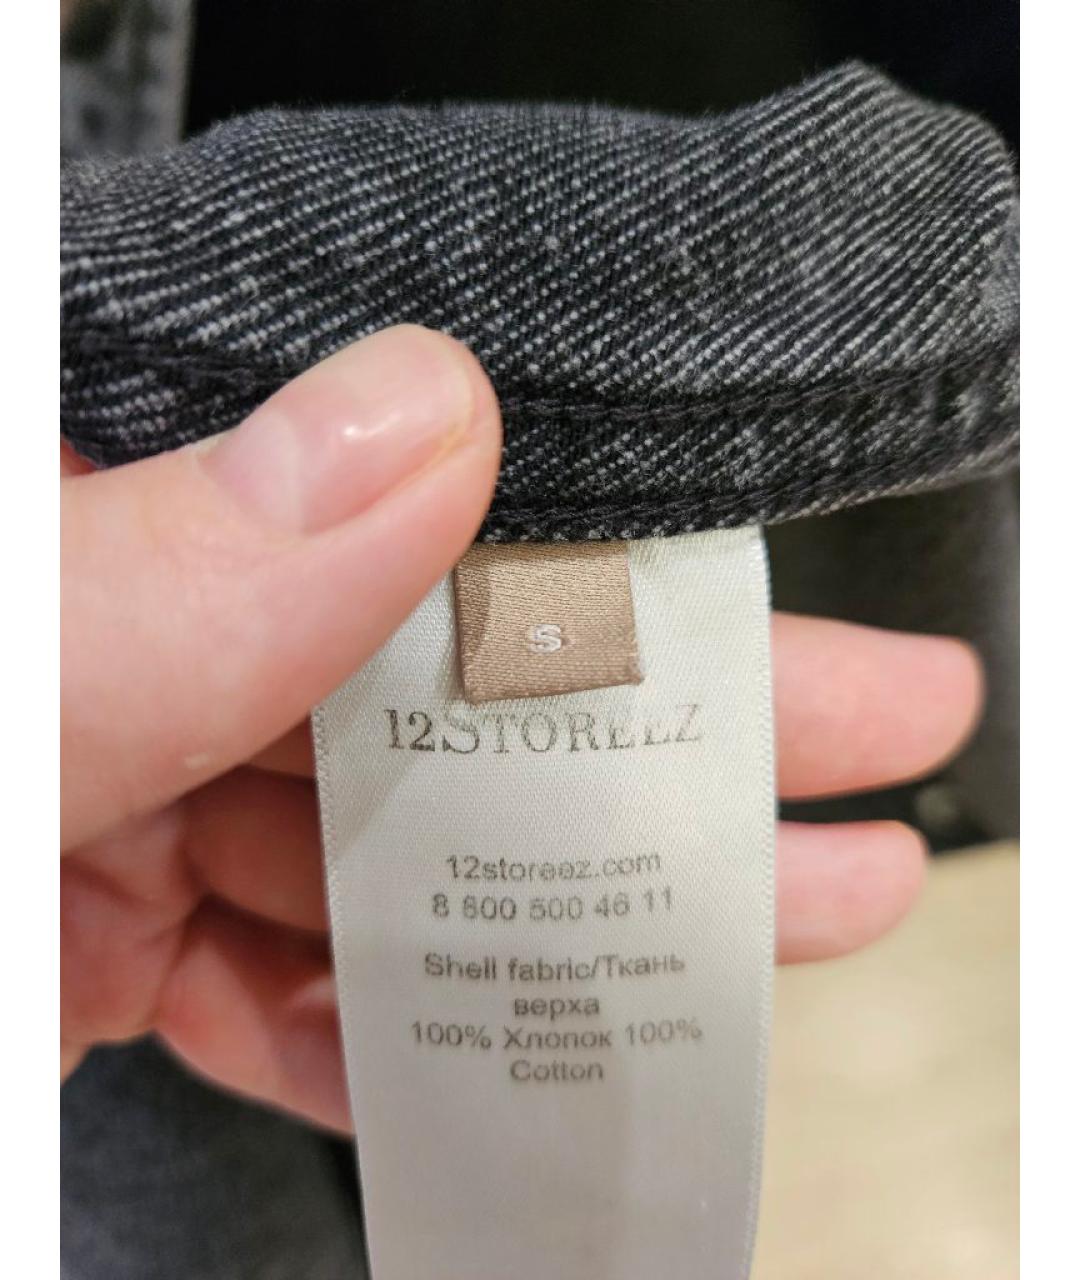 S
12STOREEZ
12storeez.com
8 800 500 46 11
Shell fabric/Ткань
верха
100% Хлопок 100%
Cotton